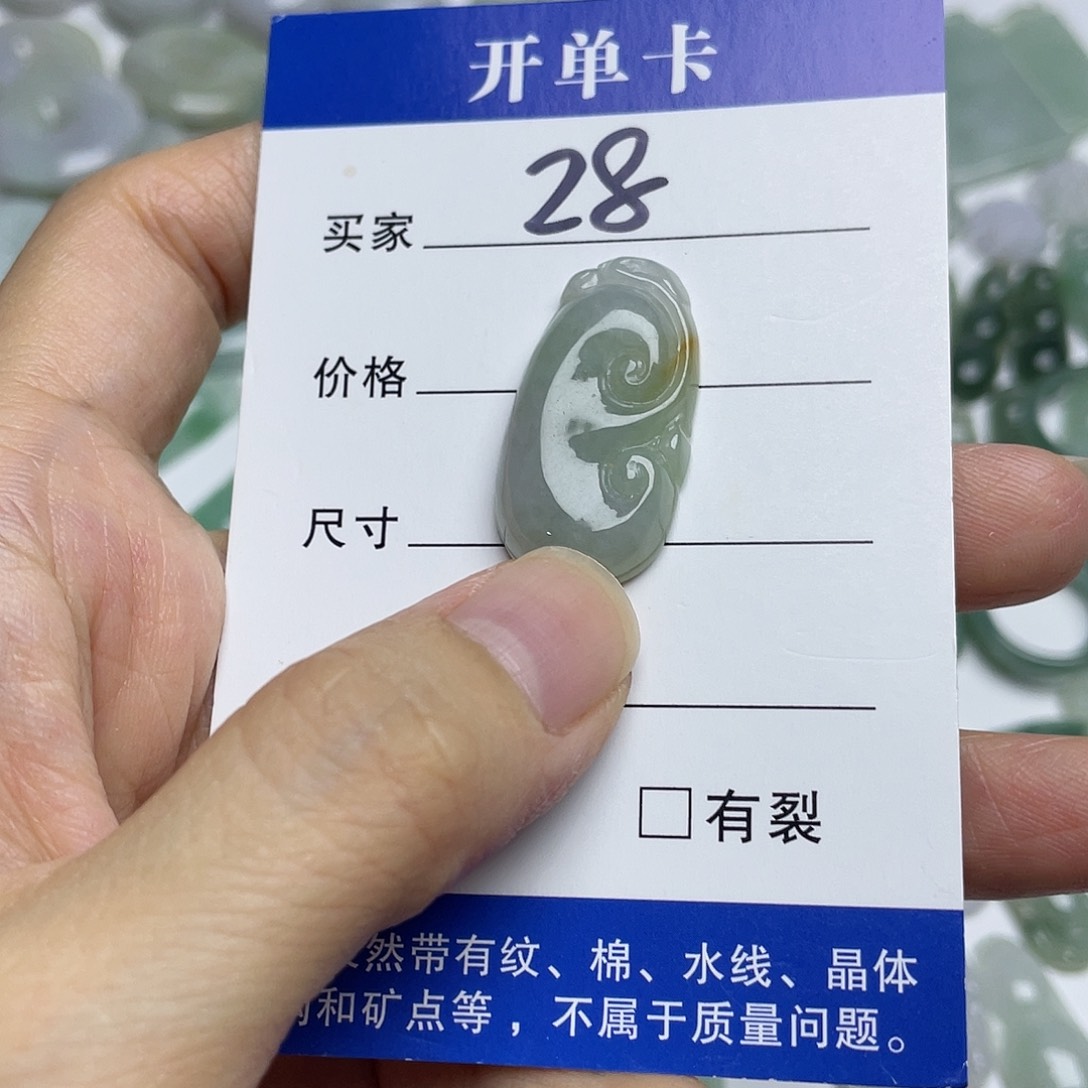 开单卡
买家 28
价格
尺寸
有裂
然带有纹、棉、水线、晶体
和矿点等，不属于质量问题。